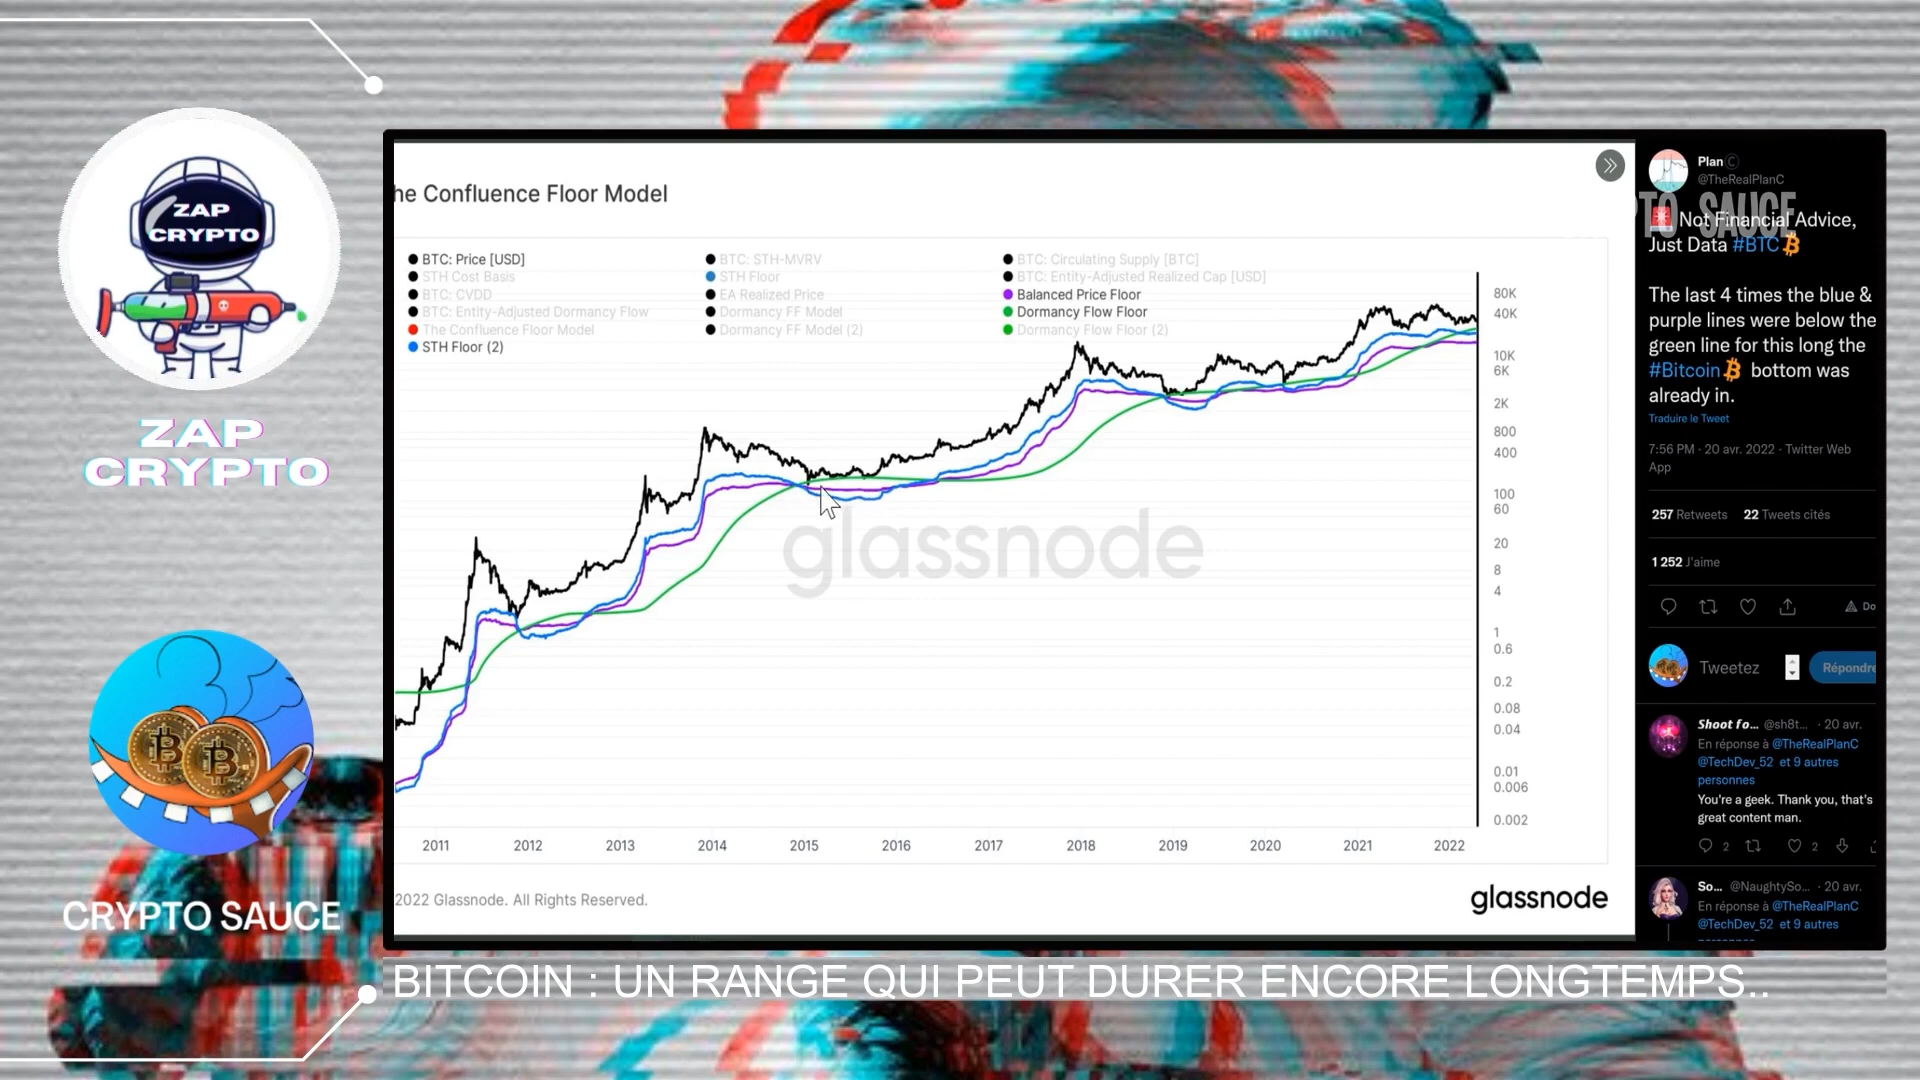 ZAP
CRYPTO
ZAP
CRYPTO
CRYPTO SAUCE
he Confluence Floor Model
BTC: Price [USD]
BTC: STH-MVRV
BTC: Circulating Supply [BTC]
STH Cost Basis
STH Floor
BTC: Entity-Adjusted Realized Cap [USD]
BTC: CVDD
EA Realized Price
Balanced Price Floor
BTC: Entity-Adjusted Dormancy Flow
Dormancy FF Model
Dormancy Flow Floor
The Confluence Floor Model
Dormancy FF Model (2)
Dormancy Flow Floor (2)
STH Floor (2)
80K
40K
10K
6K
2K
800
400
100
60
20
8
4
1
0.6
0.2
0.08
0.04
0.01
0.006
0.002
glassnode
2011 2012 2013 2014 2015 2016 2017 2018 2019 2020 2021 2022
2022 Glassnode. All Rights Reserved.
glassnode
Plan©
@TheRealPlanC
TO SAUCE
Not Financial Advice,
Just Data #BTC
The last 4 times the blue &
purple lines were below the
green line for this long the
#Bitcoin bottom was
already in.
Traduire le Tweet
7:56 PM · 20 avr. 2022 · Twitter Web
App
257 Retweets 22 Tweets cités
1 252 J'aime
Do
Tweetez
Répondre
Shoot fo... @sh8t... · 20 avr.
En réponse à @TheRealPlanC
@TechDev_52 et 9 autres
personnes
You're a geek. Thank you, that's
great content man.
2 2
So... @NaughtySo... · 20 avr.
En réponse à @TheRealPlanC
@TechDev_52 et 9 autres
BITCOIN : UN RANGE QUI PEUT DURER ENCORE LONGTEMPS..